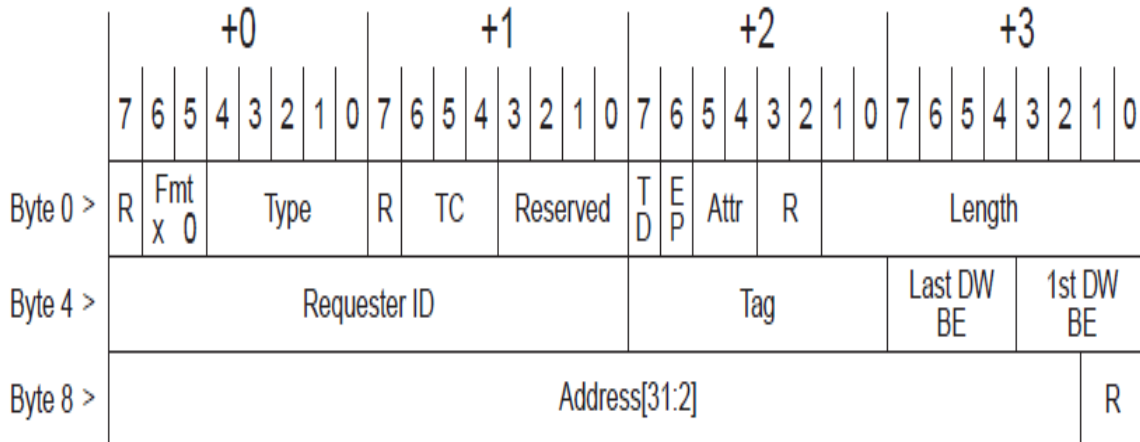 +0 +1 +2 +3
7 6 5 4 3 2 1 0 7 6 5 4 3 2 1 0 7 6 5 4 3 2 1 0 7 6 5 4 3 2 1 0
Byte 0 > R Fmt x 0 Type R TC Reserved TD EP Attr R Length
Byte 4 > Requester ID Tag Last DW BE 1st DW BE
Byte 8 > Address[31:2] R